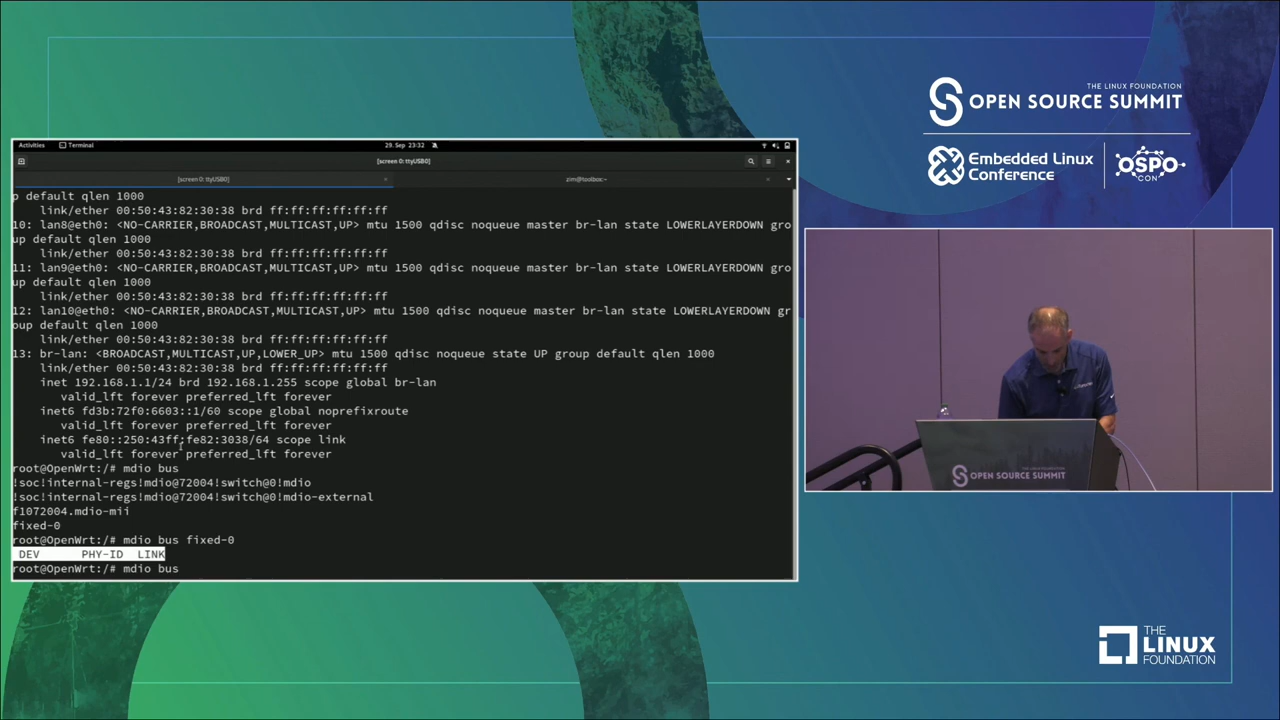 THE LINUX FOUNDATION
OPEN SOURCE SUMMIT
Embedded Linux
Conference
OSPO
CON
Activities
Terminal
29. Sep 23:32
[screen 0: ttyUSB0]
[screen 0: ttyUSB0]
zim@toolbox:~
p default qlen 1000
link/ether 00:50:43:82:30:38 brd ff:ff:ff:ff:ff:ff
10: lan8@eth0: <NO-CARRIER,BROADCAST,MULTICAST,UP> mtu 1500 qdisc noqueue master br-lan state LOWERLAYERDOWN gro
up default qlen 1000
link/ether 00:50:43:82:30:38 brd ff:ff:ff:ff:ff:ff
11: lan9@eth0: <NO-CARRIER,BROADCAST,MULTICAST,UP> mtu 1500 qdisc noqueue master br-lan state LOWERLAYERDOWN gro
up default qlen 1000
link/ether 00:50:43:82:30:38 brd ff:ff:ff:ff:ff:ff
12: lan10@eth0: <NO-CARRIER,BROADCAST,MULTICAST,UP> mtu 1500 qdisc noqueue master br-lan state LOWERLAYERDOWN gr
oup default qlen 1000
link/ether 00:50:43:82:30:38 brd ff:ff:ff:ff:ff:ff
13: br-lan: <BROADCAST,MULTICAST,UP,LOWER_UP> mtu 1500 qdisc noqueue state UP group default qlen 1000
link/ether 00:50:43:82:30:38 brd ff:ff:ff:ff:ff:ff
inet 192.168.1.1/24 brd 192.168.1.255 scope global br-lan
valid_lft forever preferred_lft forever
inet6 fd3b:72f0:6603::1/60 scope global noprefixroute
valid_lft forever preferred_lft forever
inet6 fe80::250:43ff:fe82:3038/64 scope link
valid_lft forever preferred_lft forever
root@OpenWrt:/# mdio bus
!soc!internal-regs!mdio@72004!switch@0!mdio
!soc!internal-regs!mdio@72004!switch@0!mdio-external
f1072004.mdio-mii
fixed-0
root@OpenWrt:/# mdio bus fixed-0
DEV PHY-ID LINK
root@OpenWrt:/# mdio bus
OPEN SOURCE SUMMIT
THE
LINUX
FOUNDATION